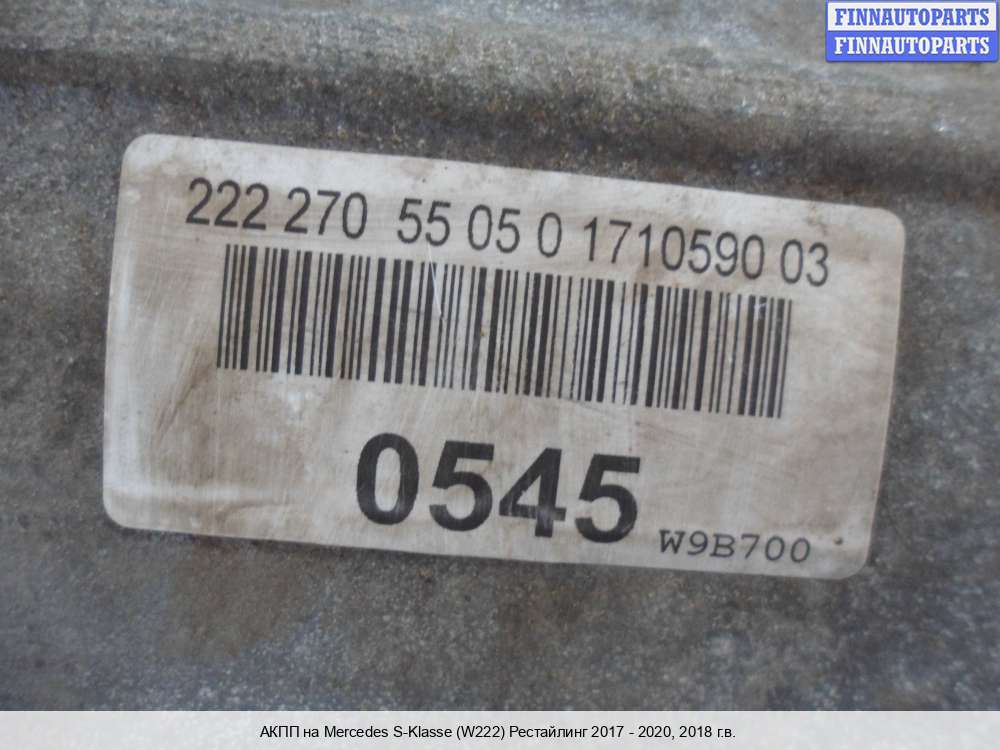 FINNAUTOPARTS
FINNAUTOPARTS
222 270 55 05 0 1710590 03
0545 W9B700
АКПП на Mercedes S-Klasse (W222) Рестайлинг 2017 - 2020, 2018 г.в.